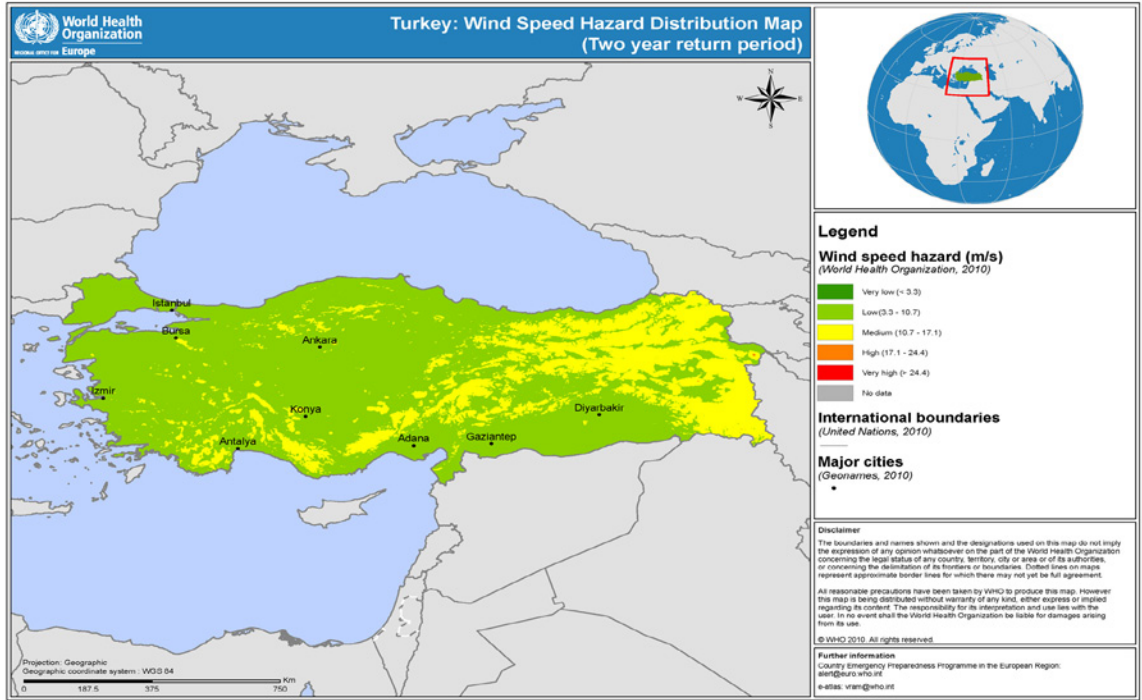 World Health
Organization
REGIONAL OFFICE FOR Europe
Turkey: Wind Speed Hazard Distribution Map
(Two year return period)
N
W
E
S
Istanbul
Bursa
Ankara
Izmir
Konya
Diyarbakir
Antalya
Adana
Gaziantep
Projection: Geographic
Geographic coordinate system : WGS 84
Km
0 187.5 375 750
Legend
Wind speed hazard (m/s)
(World Health Organization, 2010)
Very low (< 3.3)
Low(3.3 - 10.7)
Medium (10.7 - 17.1)
High (17.1 - 24.4)
Very high (> 24.4)
No data
International boundaries
(United Nations, 2010)
Major cities
(Geonames, 2010)
Disclaimer
The boundaries and names shown and the designations used on this map do not imply
the expression of any opinion whatsoever on the part of the World Health Organization
concerning the legal status of any country, territory, city or area or of its authorities,
or concerning the delimitation of its frontiers or boundaries. Dotted lines on maps
represent approximate border lines for which there may not yet be full agreement.
All reasonable precautions have been taken by WHO to produce this map. However
this map is being distributed without warranty of any kind, either express or implied
regarding its content. The responsibility for its interpretation and use lies with the
user. In no event shall the World Health Organization be liable for damages arising
from its use.
© WHO 2010. All rights reserved.
Further information
Country Emergency Preparedness Programme in the European Region:
alert@euro.who.int
e-atlas: vram@who.int